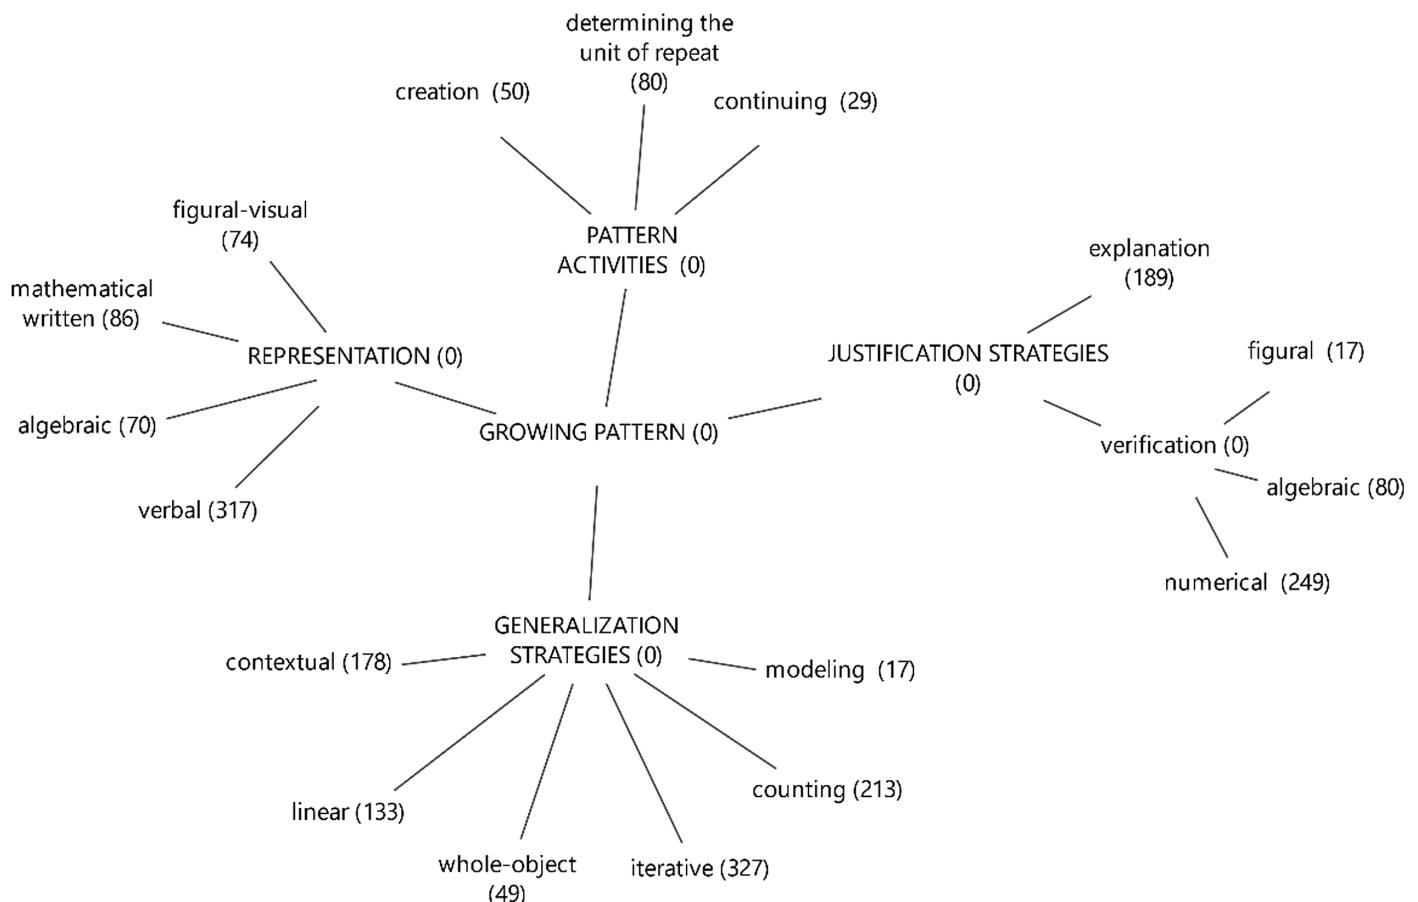 determining the
unit of repeat
(80)
creation (50)
continuing (29)
figural-visual
(74)
PATTERN
ACTIVITIES (0)
explanation
(189)
mathematical
written (86)
REPRESENTATION (0)
JUSTIFICATION STRATEGIES
(0)
figural (17)
algebraic (70)
GROWING PATTERN (0)
verification (0)
algebraic (80)
verbal (317)
numerical (249)
GENERALIZATION
STRATEGIES (0)
contextual (178)
modeling (17)
linear (133)
counting (213)
whole-object
(49)
iterative (327)